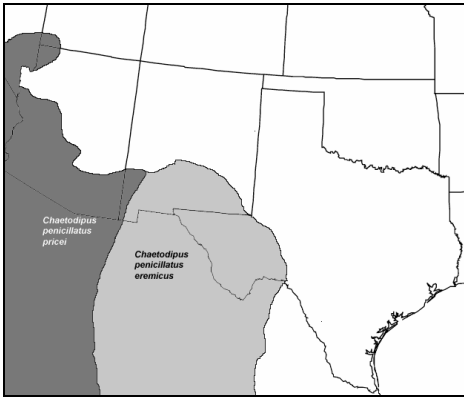 Chaetodipus
penicillatus
pricei
Chaetodipus
penicillatus
eremicus